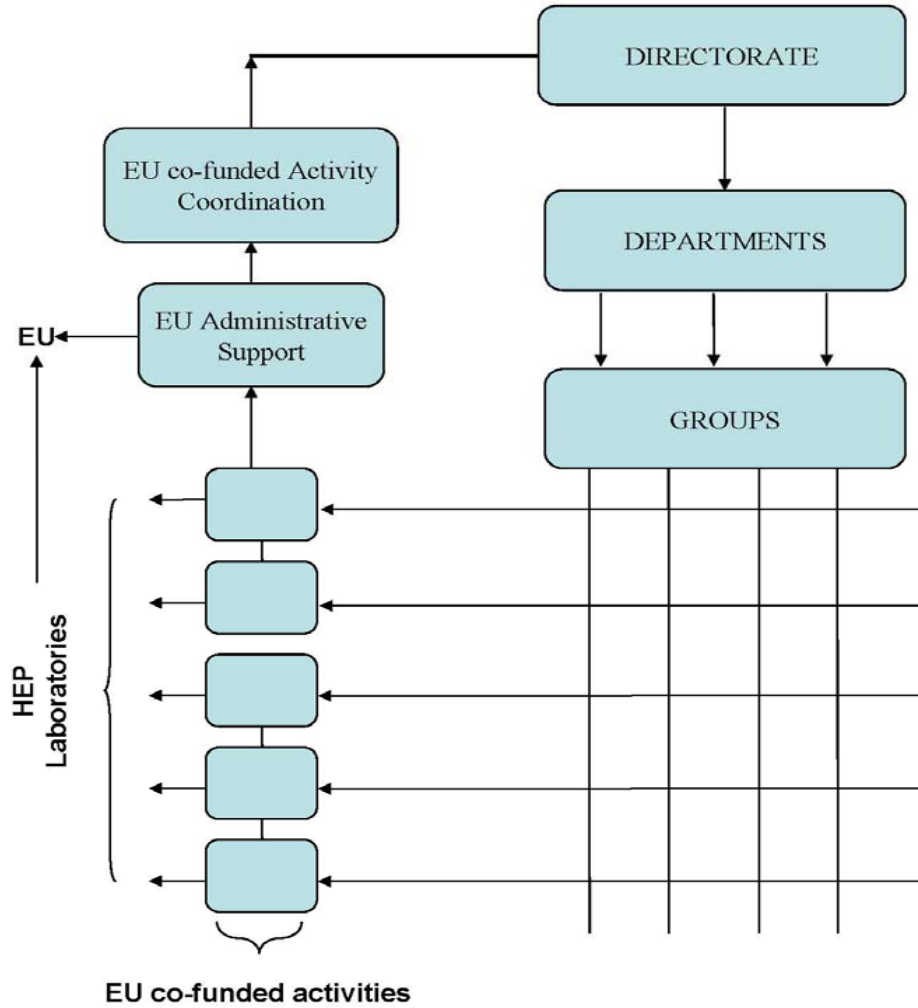 DIRECTORATE
EU co-funded Activity
Coordination
DEPARTMENTS
EU Administrative
Support
EU
GROUPS
HEP
Laboratories
EU co-funded activities